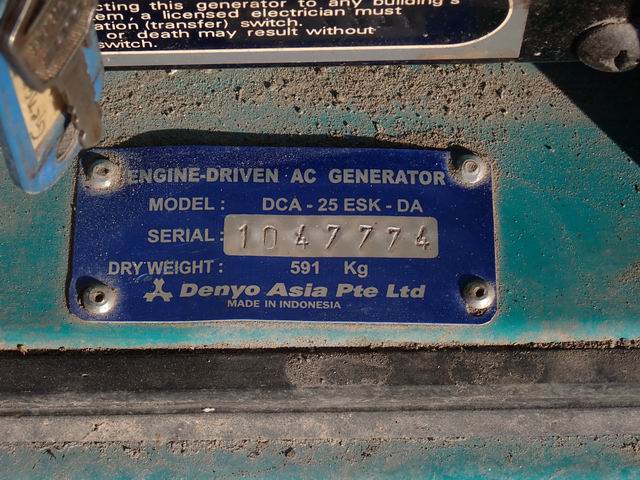 cting this generator to any building's
em, a licensed electrician must
ation (transfer) switch.
or death may result without
switch.
ENGINE-DRIVEN AC GENERATOR
MODEL : DCA - 25 ESK - DA
SERIAL : 1047774
DRY WEIGHT : 591 Kg
Denyo Asia Pte Ltd
MADE IN INDONESIA